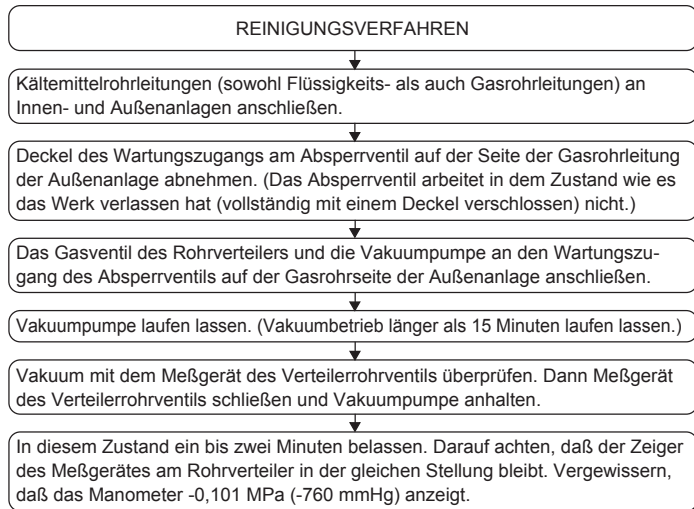 REINIGUNGSVERFAHREN
Kältemittelrohrleitungen (sowohl Flüssigkeits- als auch Gasrohrleitungen) an
Innen- und Außenanlagen anschließen.
Deckel des Wartungszugangs am Absperrventil auf der Seite der Gasrohrleitung
der Außenanlage abnehmen. (Das Absperrventil arbeitet in dem Zustand wie es
das Werk verlassen hat (vollständig mit einem Deckel verschlossen) nicht.)
Das Gasventil des Rohrverteilers und die Vakuumpumpe an den Wartungszu-
gang des Absperrventils auf der Gasrohrseite der Außenanlage anschließen.
Vakuumpumpe laufen lassen. (Vakuumbetrieb länger als 15 Minuten laufen lassen.)
Vakuum mit dem Meßgerät des Verteilerrohrventils überprüfen. Dann Meßgerät
des Verteilerrohrventils schließen und Vakuumpumpe anhalten.
In diesem Zustand ein bis zwei Minuten belassen. Darauf achten, daß der Zeiger
des Meßgerätes am Rohrverteiler in der gleichen Stellung bleibt. Vergewissern,
daß das Manometer -0,101 MPa (-760 mmHg) anzeigt.